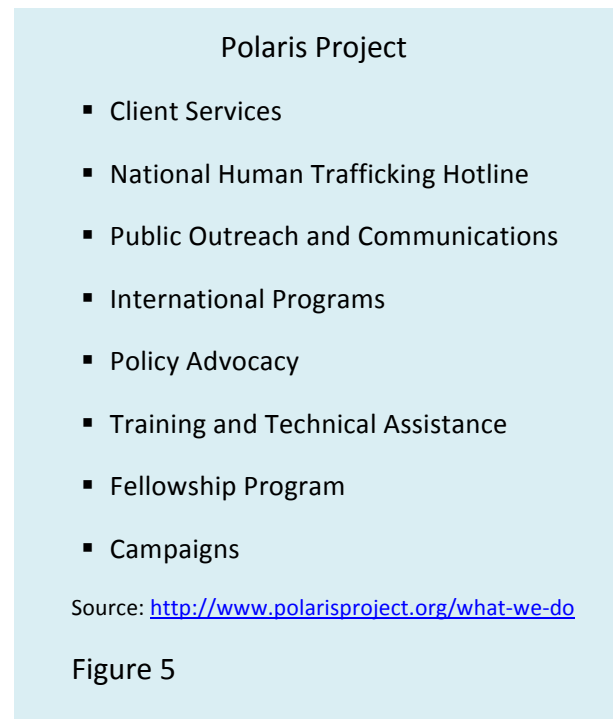 Polaris Project
▪ Client Services
▪ National Human Trafficking Hotline
▪ Public Outreach and Communications
▪ International Programs
▪ Policy Advocacy
▪ Training and Technical Assistance
▪ Fellowship Program
▪ Campaigns
Source: http://www.polarisproject.org/what-we-do
Figure 5